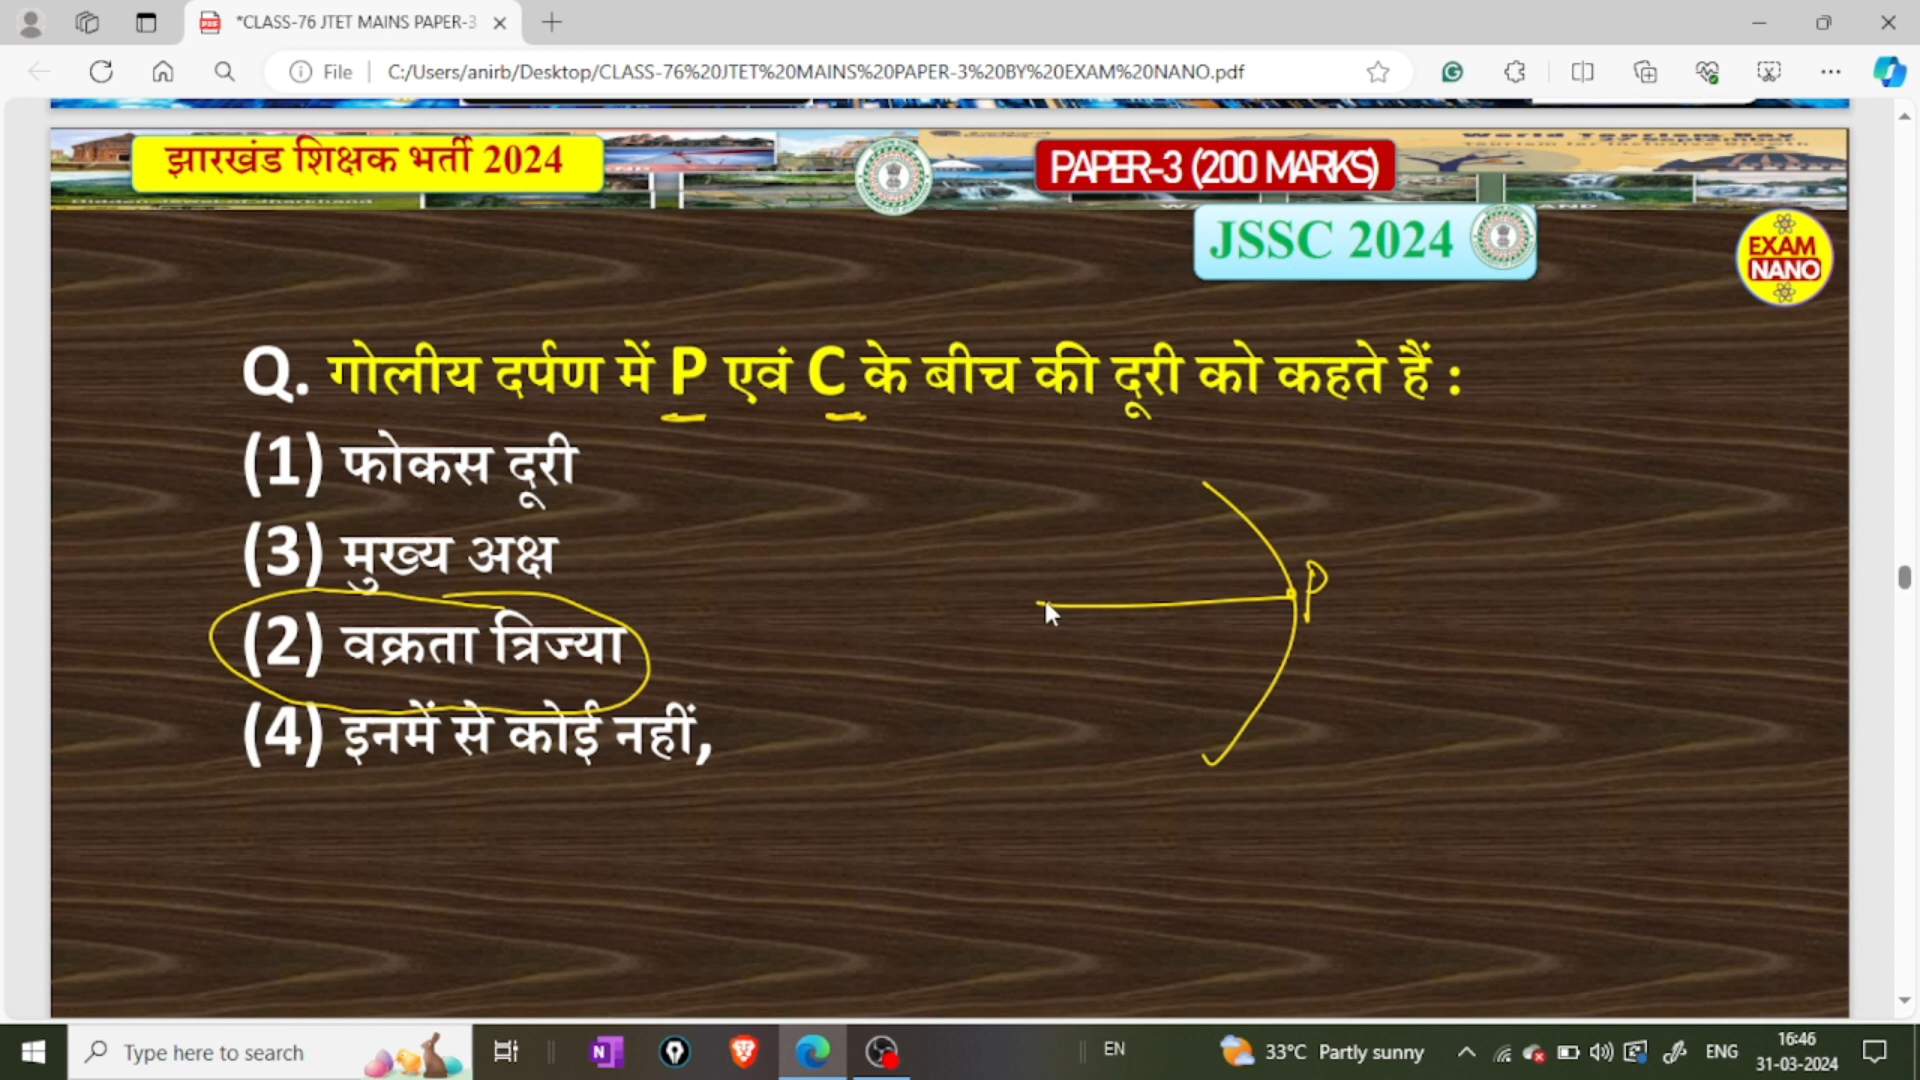 *CLASS-76 JTET MAINS PAPER-3
File
C:/Users/anirb/Desktop/CLASS-76%20JTET%20MAINS%20PAPER-3%20BY%20EXAM%20NANO.pdf
झारखंड शिक्षक भर्ती 2024
PAPER-3 (200 MARKS)
JSSC 2024
EXAM
NANO
Q. गोलीय दर्पण में P एवं C के बीच की दूरी को कहते हैं :
(1) फोकस दूरी
(3) मुख्य अक्ष
(2) वक्रता त्रिज्या
(4) इनमें से कोई नहीं,
P
Type here to search
EN
33°C Partly sunny
ENG
16:46
31-03-2024